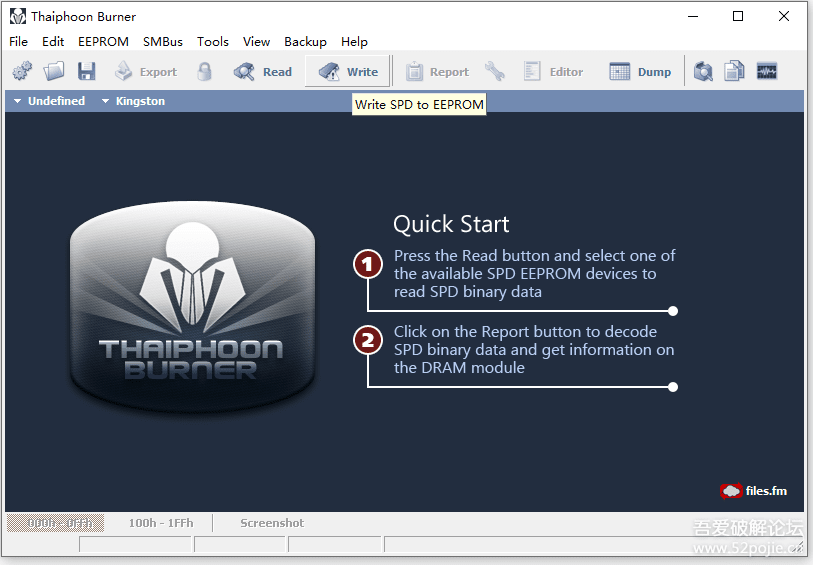 Thaiphoon Burner
File Edit EEPROM SMBus Tools View Backup Help
Export Read Write Report Editor Dump
Undefined Kingston
Write SPD to EEPROM
Quick Start
1
Press the Read button and select one of
the available SPD EEPROM devices to
read SPD binary data
2
Click on the Report button to decode
SPD binary data and get information on
the DRAM module
THAIPHOON
BURNER
files.fm
000h - 0FFh 100h - 1FFh Screenshot
吾爱破解论坛